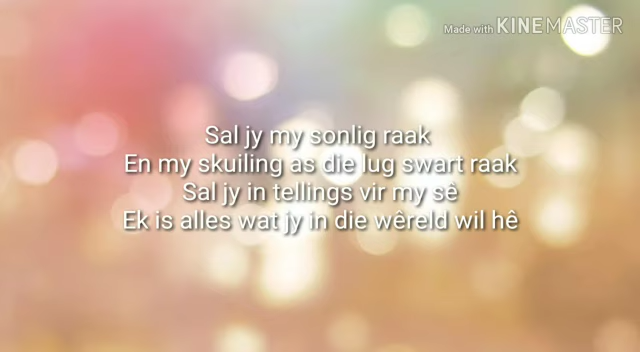 Made with KINEMASTER
Sal jy my sonlig raak
En my skuiling as die lug swart raak
Sal jy in tellings vir my sê
Ek is alles wat jy in die wêreld wil hê